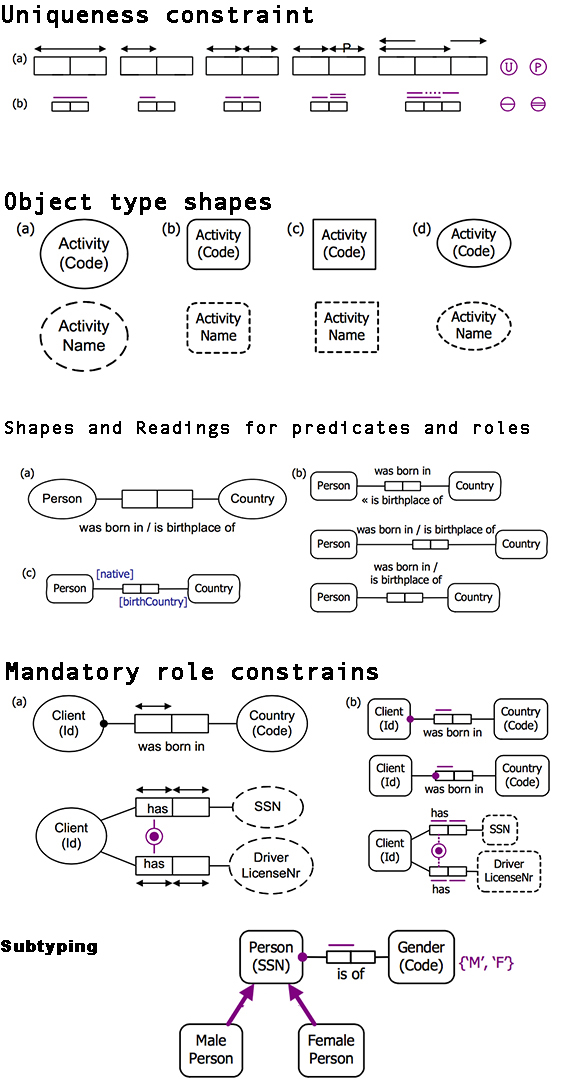 Uniqueness constraint
(a)
P
U
P
(b)
Object type shapes
(a)
Activity
(Code)
(b)
Activity
(Code)
(c)
Activity
(Code)
(d)
Activity
(Code)
Activity
Name
Activity
Name
Activity
Name
Activity
Name
Shapes and Readings for predicates and roles
(a)
Person
Country
was born in / is birthplace of
(b)
was born in
Person
Country
« is birthplace of
was born in / is birthplace of
Person
Country
(c)
[native]
Person
Country
[birthCountry]
was born in /
is birthplace of
Person
Country
Mandatory role constrains
(a)
Client
(Id)
Country
(Code)
was born in
(b)
Client
(Id)
Country
(Code)
was born in
Client
(Id)
Country
(Code)
was born in
has
SSN
Client
(Id)
has
Driver
LicenseNr
has
SSN
Client
(Id)
Driver
LicenseNr
has
Subtyping
Person
(SSN)
is of
Gender
(Code)
{'M', 'F'}
Male
Person
Female
Person